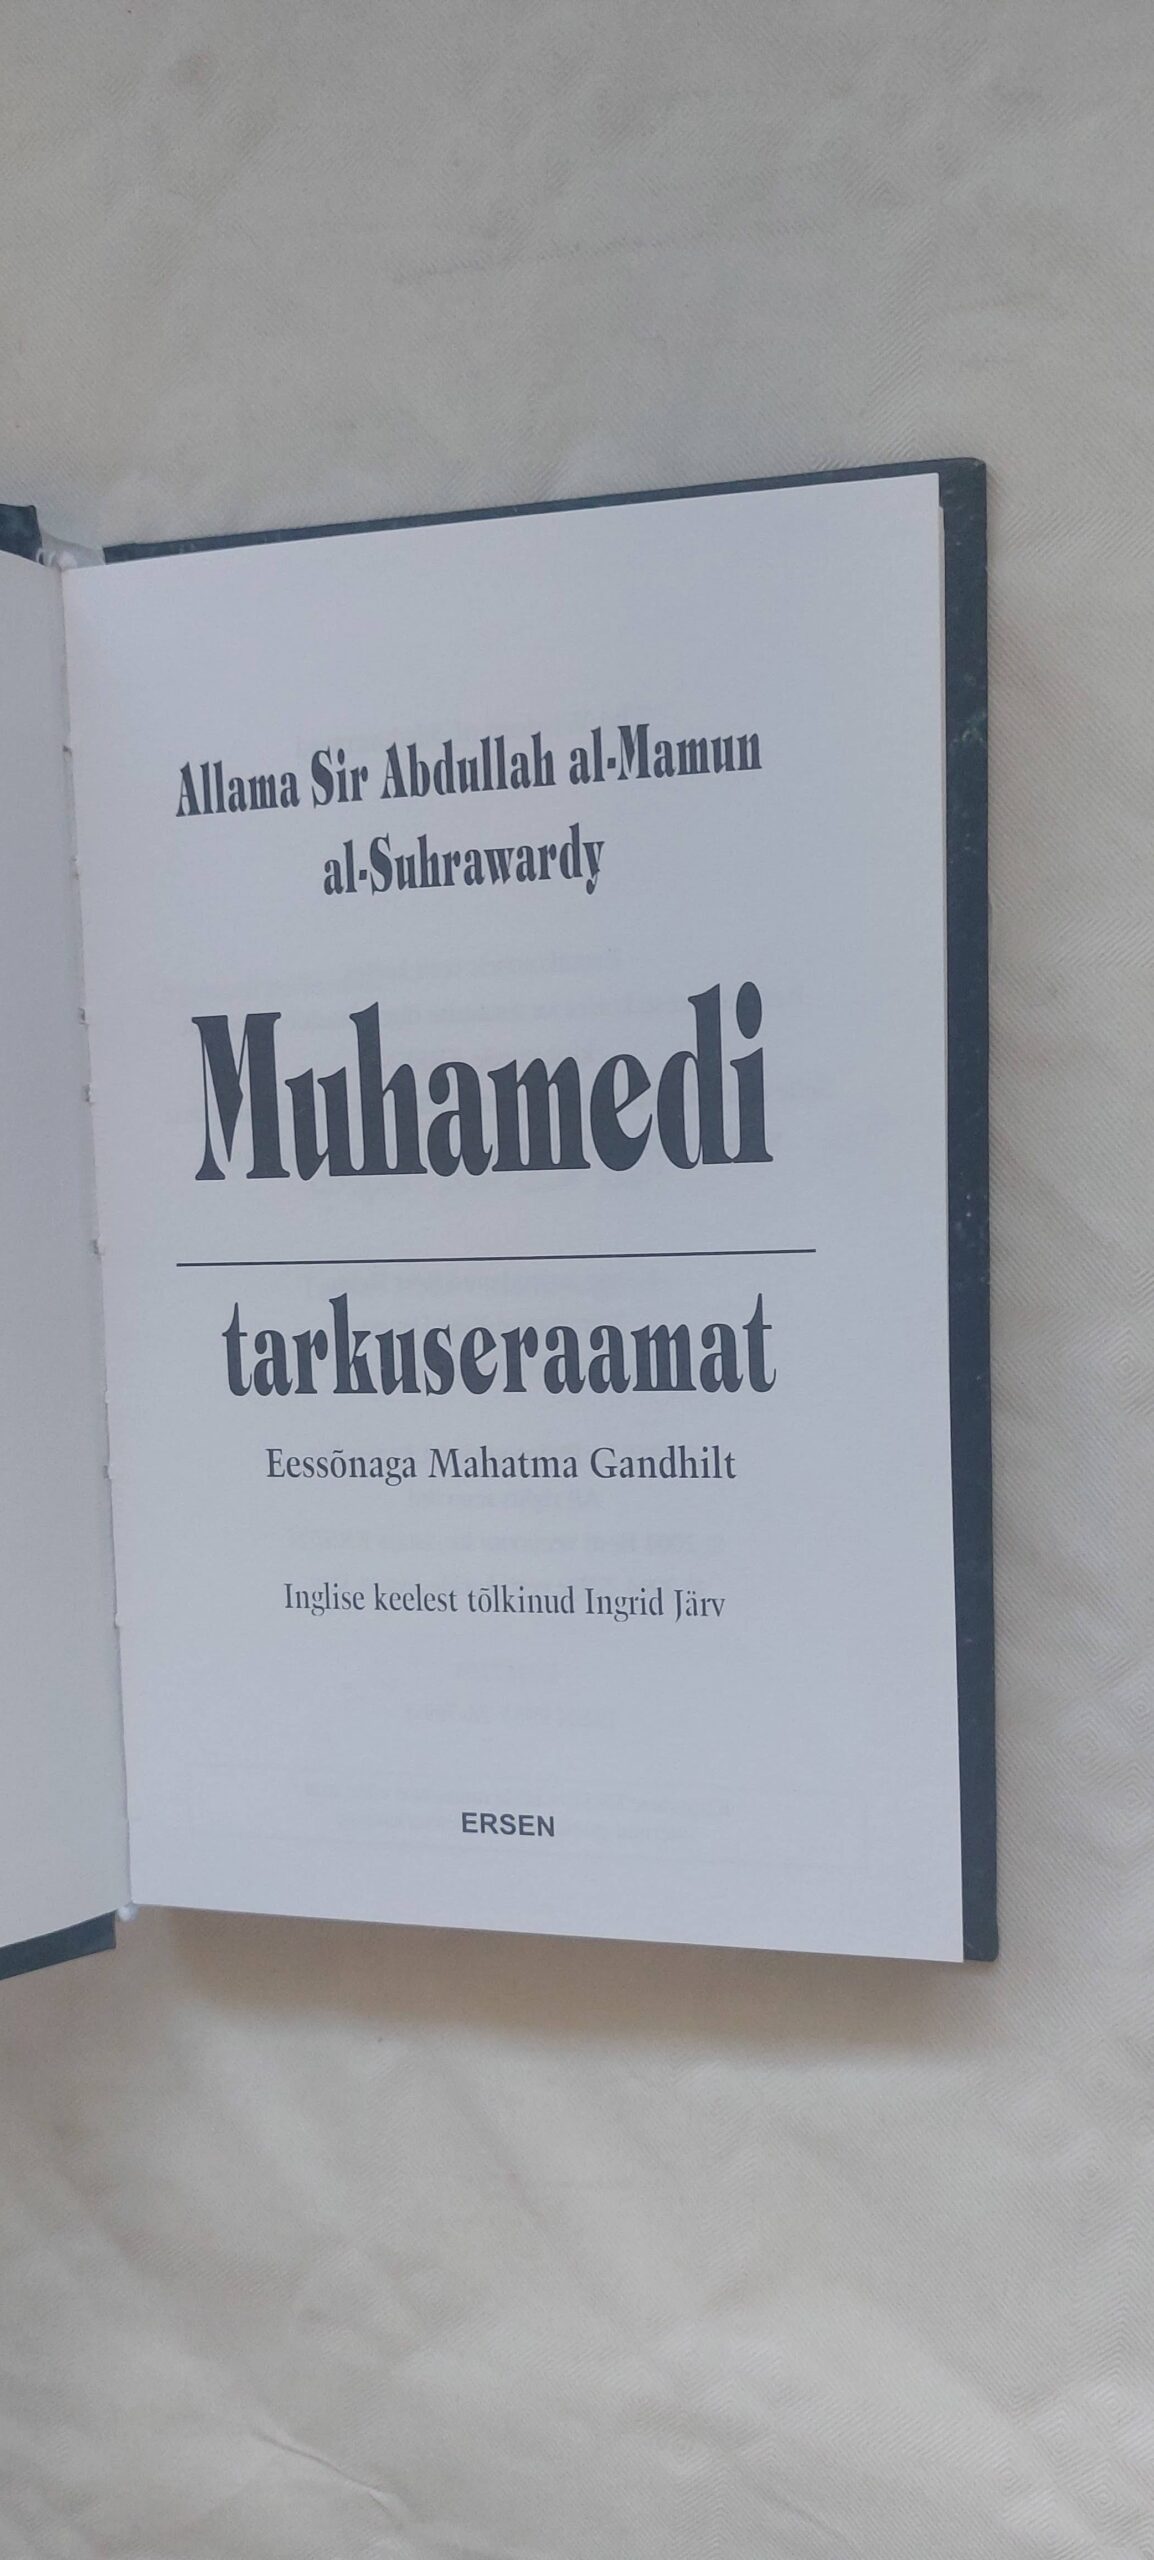 Allama Sir Abdullah al-Mamun
al-Suhrawardy
Muhamedi
tarkuseraamat
Eessõnaga Mahatma Gandhilt
Inglise keelest tõlkinud Ingrid Järv
ERSEN